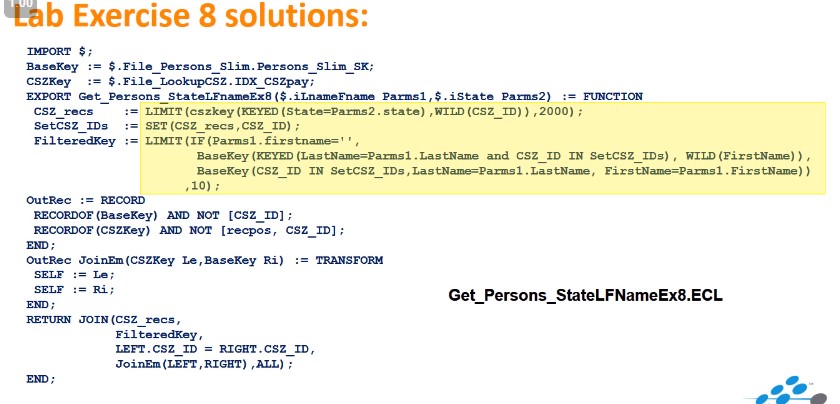 1.00
Lab Exercise 8 solutions:
IMPORT $;
BaseKey := $.File_Persons_Slim.Persons_Slim_SK;
CSZKey := $.File_LookupCSZ.IDX_CSZpay;
EXPORT Get_Persons_StateLFnameEx8($.iLnameFname Parms1,$.iState Parms2) := FUNCTION
CSZ_recs := LIMIT(cszkey(KEYED(State=Parms2.state),WILD(CSZ_ID)),2000);
SetCSZ_IDs := SET(CSZ_recs,CSZ_ID);
FilteredKey := LIMIT(IF(Parms1.firstname='',
BaseKey(KEYED(LastName=Parms1.LastName and CSZ_ID IN SetCSZ_IDs), WILD(FirstName)),
BaseKey(CSZ_ID IN SetCSZ_IDs,LastName=Parms1.LastName, FirstName=Parms1.FirstName))
,10);
OutRec := RECORD
RECORDOF(BaseKey) AND NOT [CSZ_ID];
RECORDOF(CSZKey) AND NOT [recpos, CSZ_ID];
END;
OutRec JoinEm(CSZKey Le,BaseKey Ri) := TRANSFORM
SELF := Le;
SELF := Ri;
END;
RETURN JOIN(CSZ_recs,
FilteredKey,
LEFT.CSZ_ID = RIGHT.CSZ_ID,
JoinEm(LEFT,RIGHT),ALL);
END;
Get_Persons_StateLFNameEx8.ECL